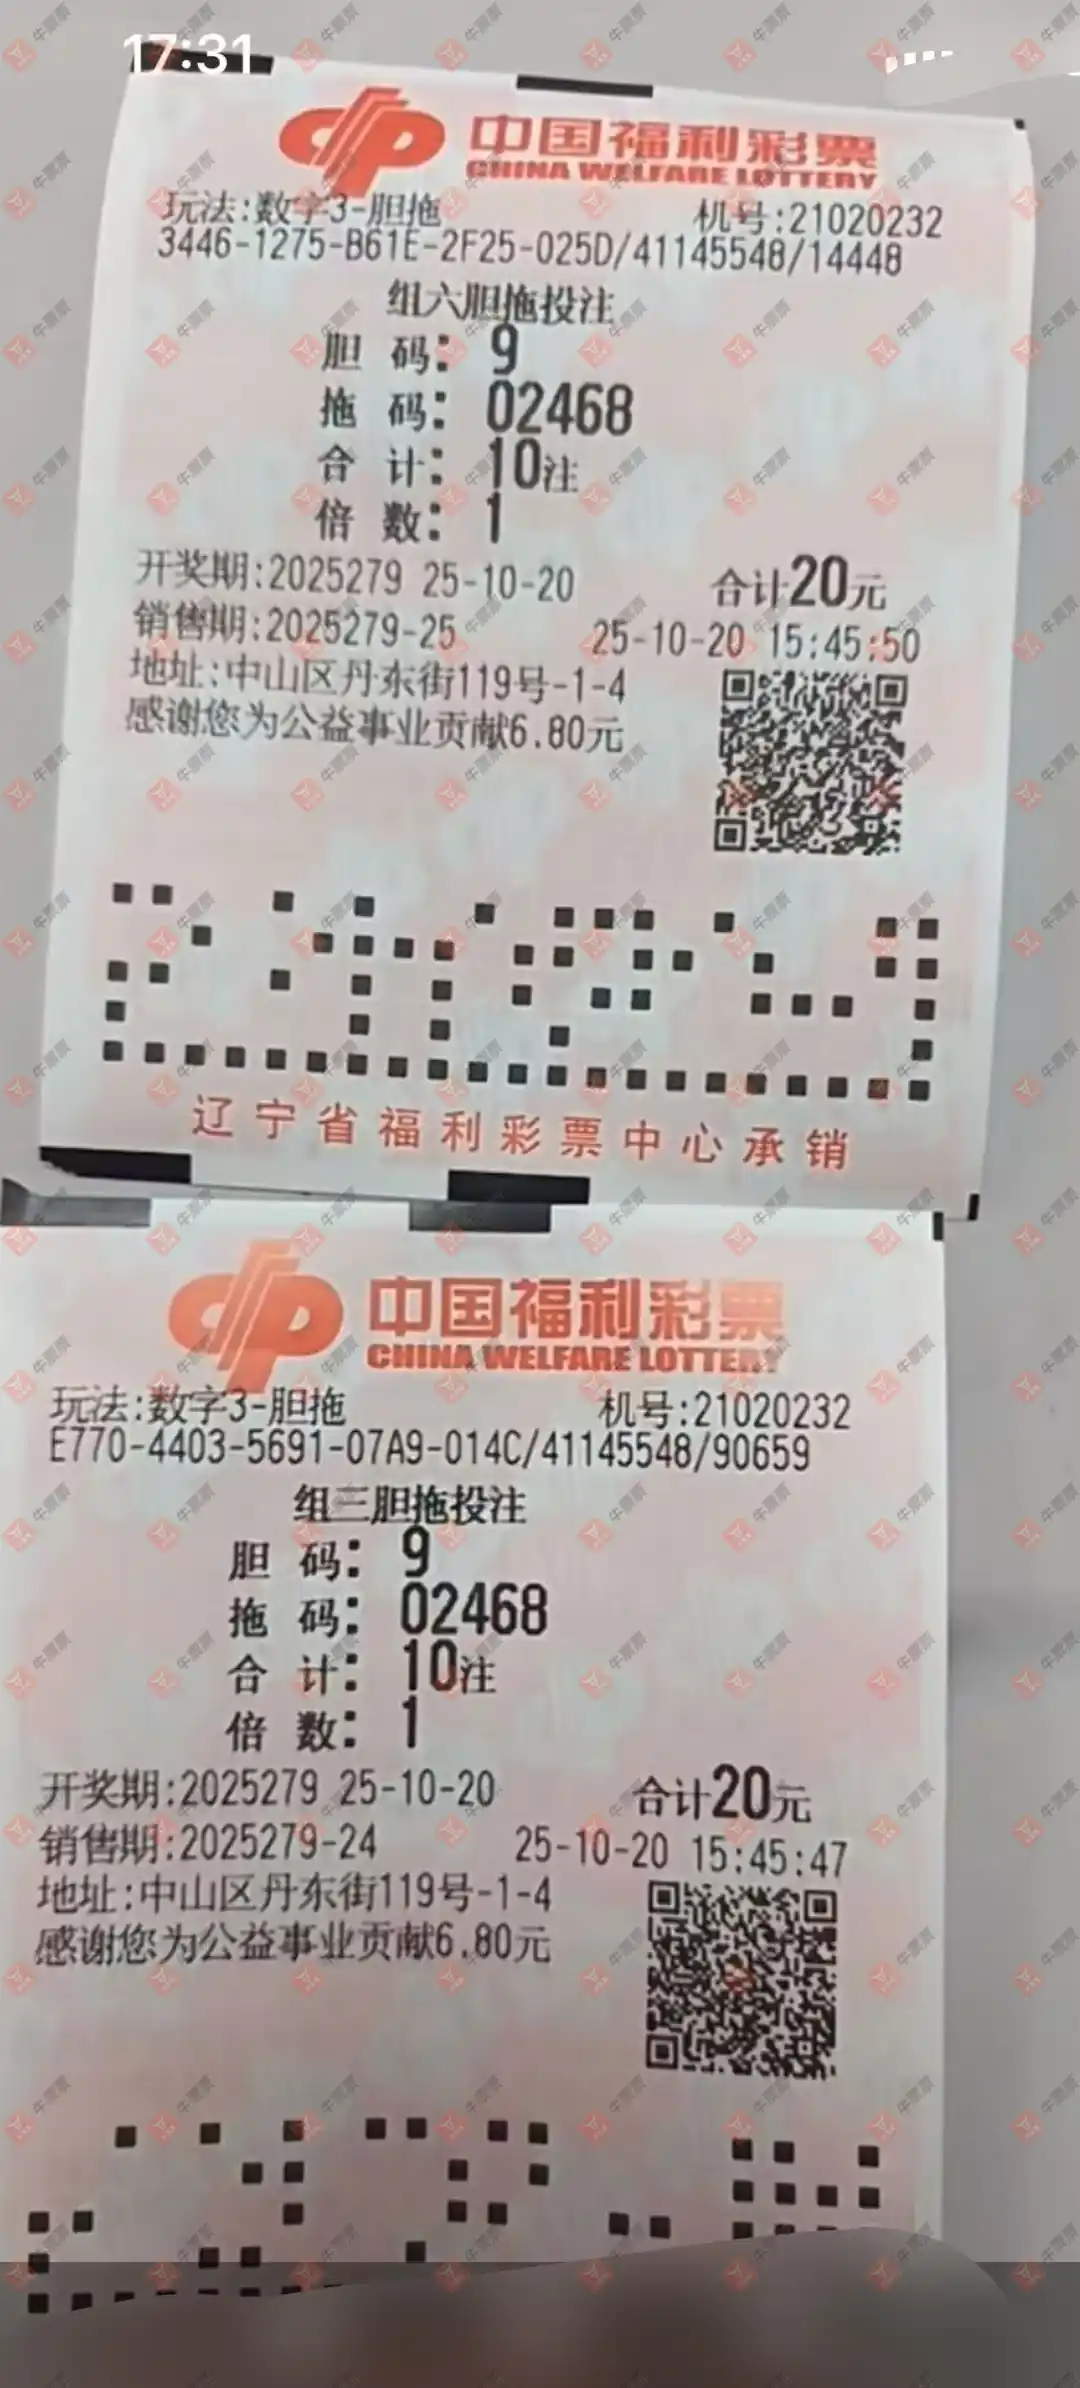 17:31
中国福利彩票
CHINA WELFARE LOTTERY
玩法:数字3-胆拖 机号:21020232
3446-1275-B61E-2F25-025D/41145548/14448
组六胆拖投注
胆 码: 9
拖 码: 02468
合 计: 10注
倍 数: 1
开奖期:2025279 25-10-20 合计20元
销售期:2025279-25 25-10-20 15:45:50
地址:中山区丹东街119号-1-4
感谢您为公益事业贡献6.80元
辽宁省福利彩票中心承销
中国福利彩票
CHINA WELFARE LOTTERY
玩法:数字3-胆拖 机号:21020232
E770-4403-5691-07A9-014C/41145548/90659
组三胆拖投注
胆 码: 9
拖 码: 02468
合 计: 10注
倍 数: 1
开奖期:2025279 25-10-20 合计20元
销售期:2025279-24 25-10-20 15:45:47
地址:中山区丹东街119号-1-4
感谢您为公益事业贡献6.80元